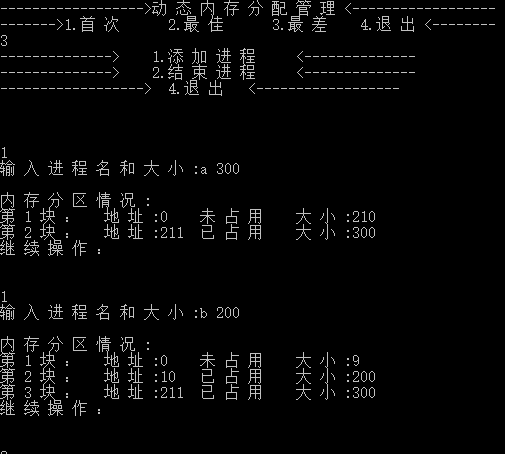 ----------------->动态内存分配管理 <-----------------
------->1.首次     2.最佳     3.最差   4.退出 <-------
3
-------------->   1.添加进程     <--------------
-------------->   2.结束进程     <--------------
------------------>  4.退出   <------------------
1
输入进程名和大小:a 300
内存分区情况:
第1块:   地址:0   未占用   大小:210
第2块:   地址:211  已占用   大小:300
继续操作:
1
输入进程名和大小:b 200
内存分区情况:
第1块:   地址:0   未占用   大小:9
第2块:   地址:10  已占用   大小:200
第3块:   地址:211  已占用   大小:300
继续操作: